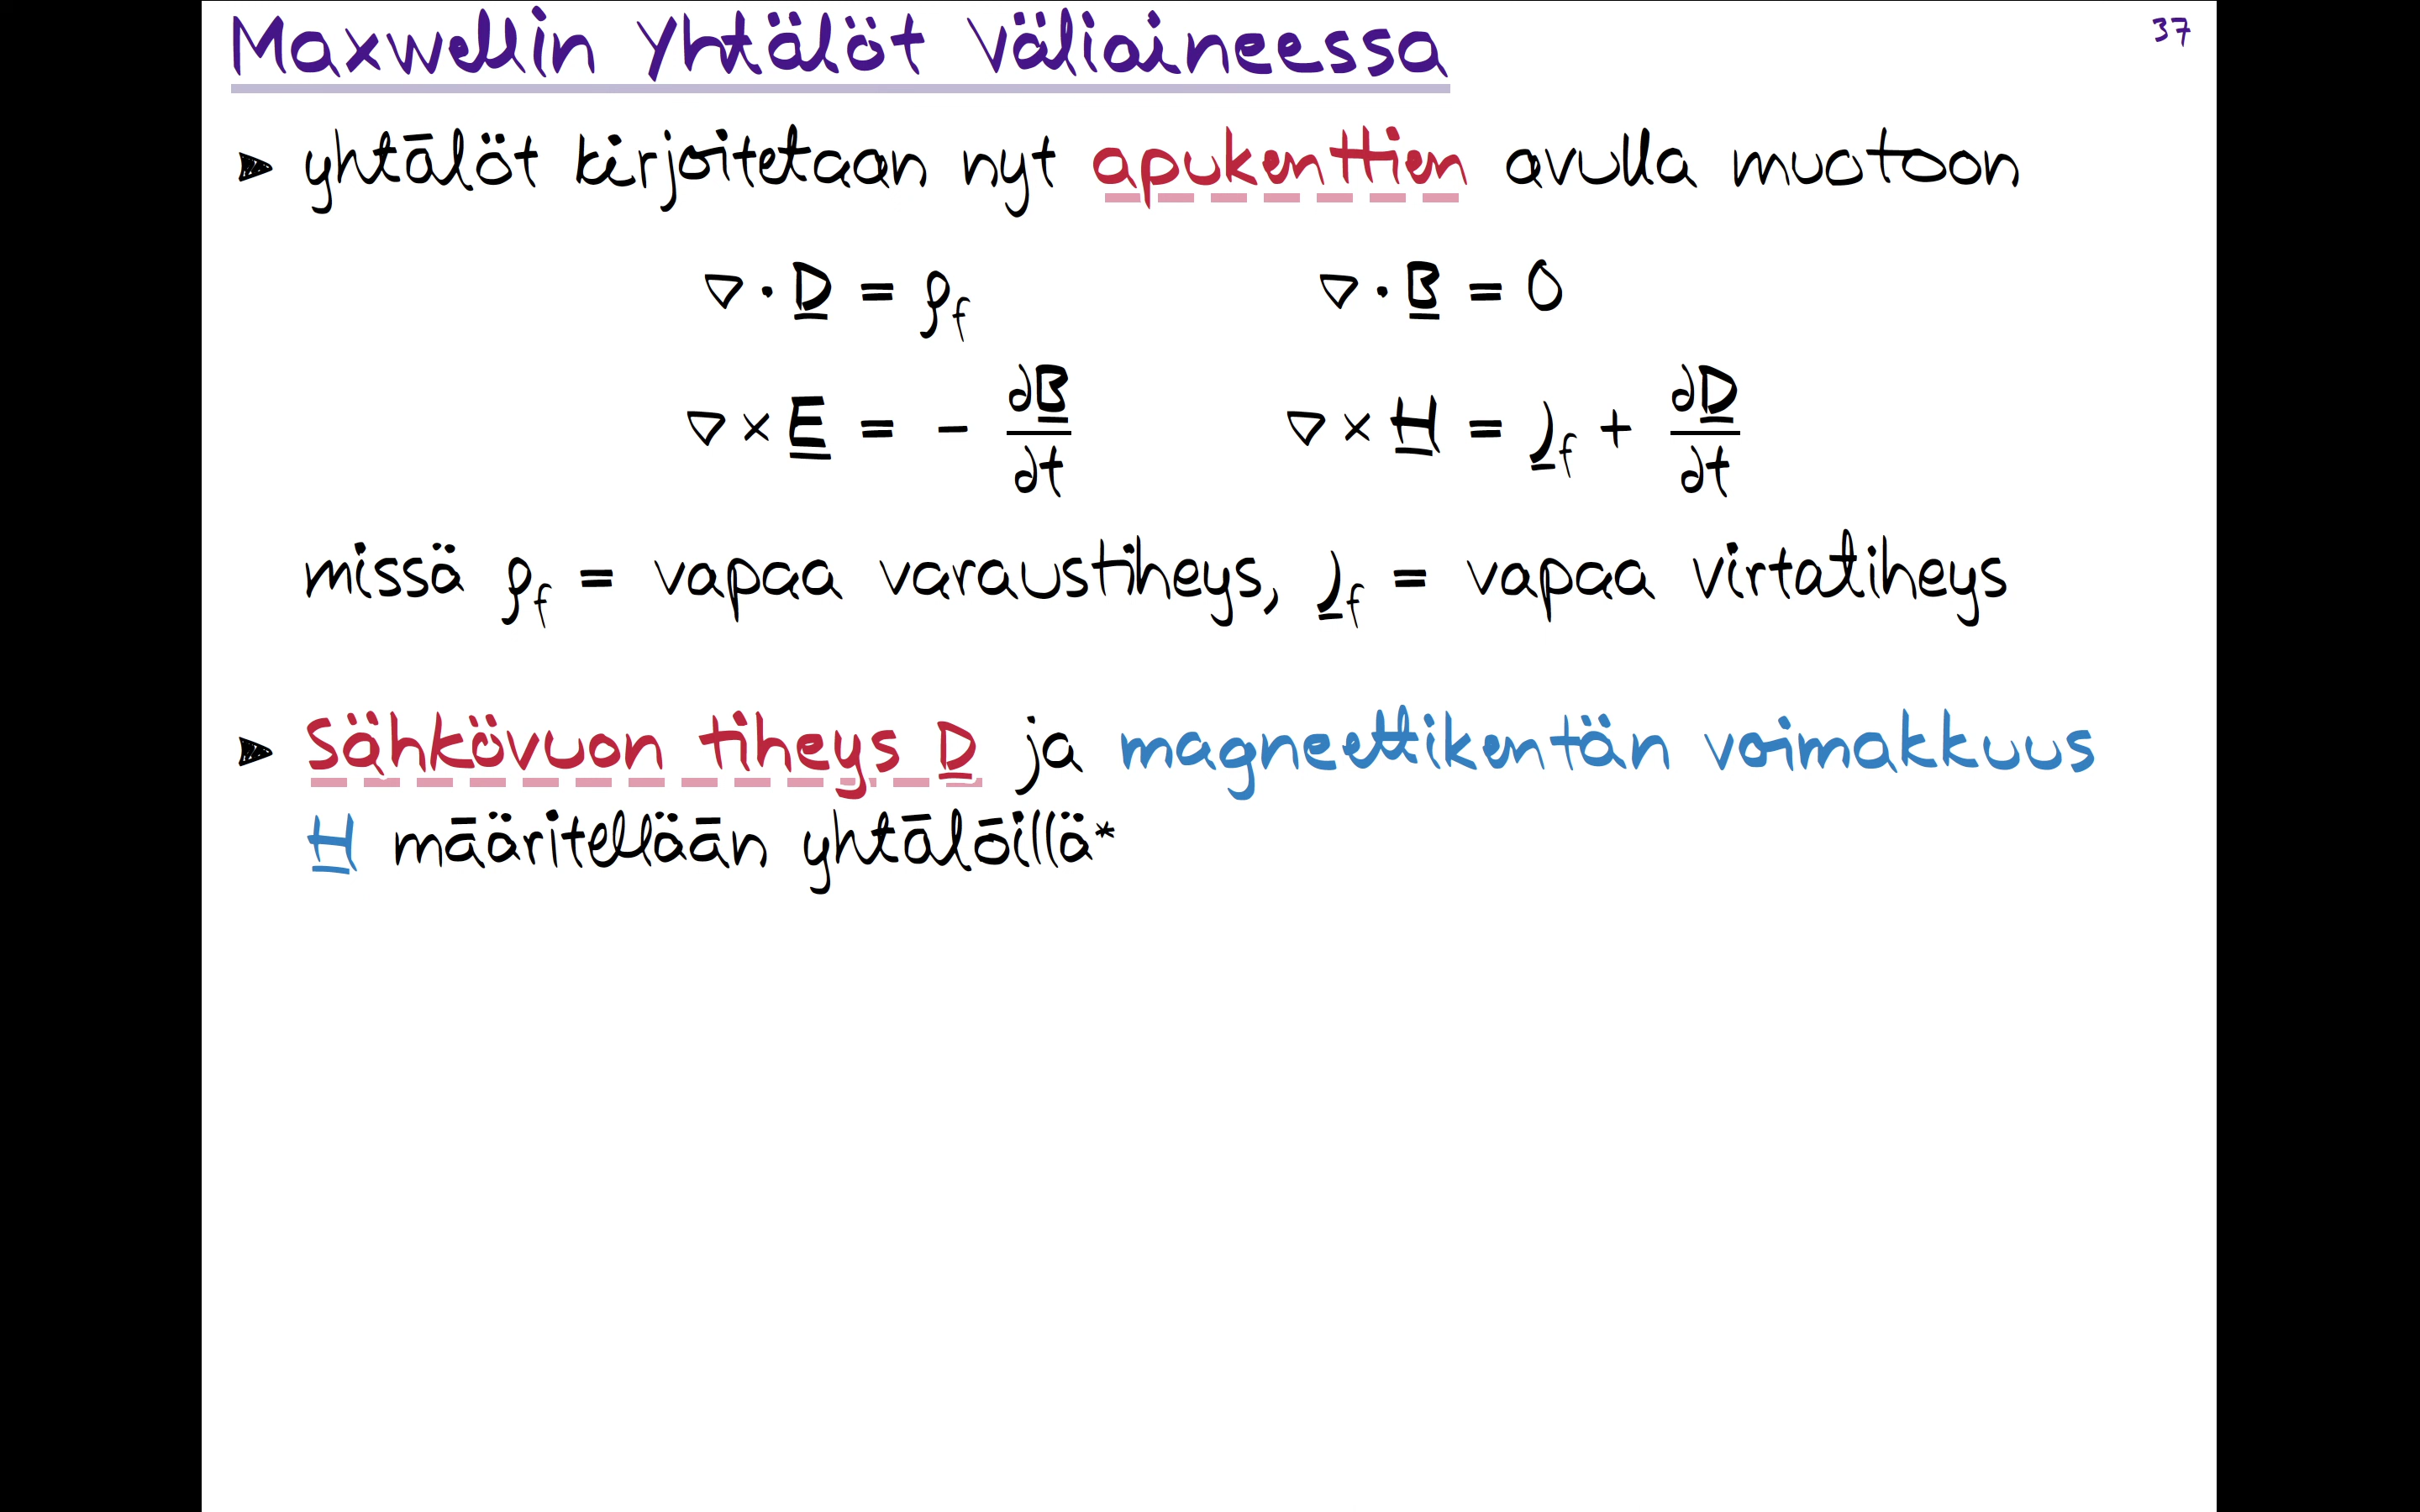 Maxwellin Yhtälöt Väliaineessa
37
▹ yhtälöt kirjoitetaan nyt apukenttien avulla muotoon
∇ · D = ρf    ∇ · B = 0
∇ × E = - ∂B/∂t    ∇ × H = Jf + ∂D/∂t
missä ρf = vapaa varaustiheys, Jf = vapaa virtatiheys
▹ Sähkövuon tiheys D ja magneettikentän voimakkuus
H määritellään yhtälöillä*